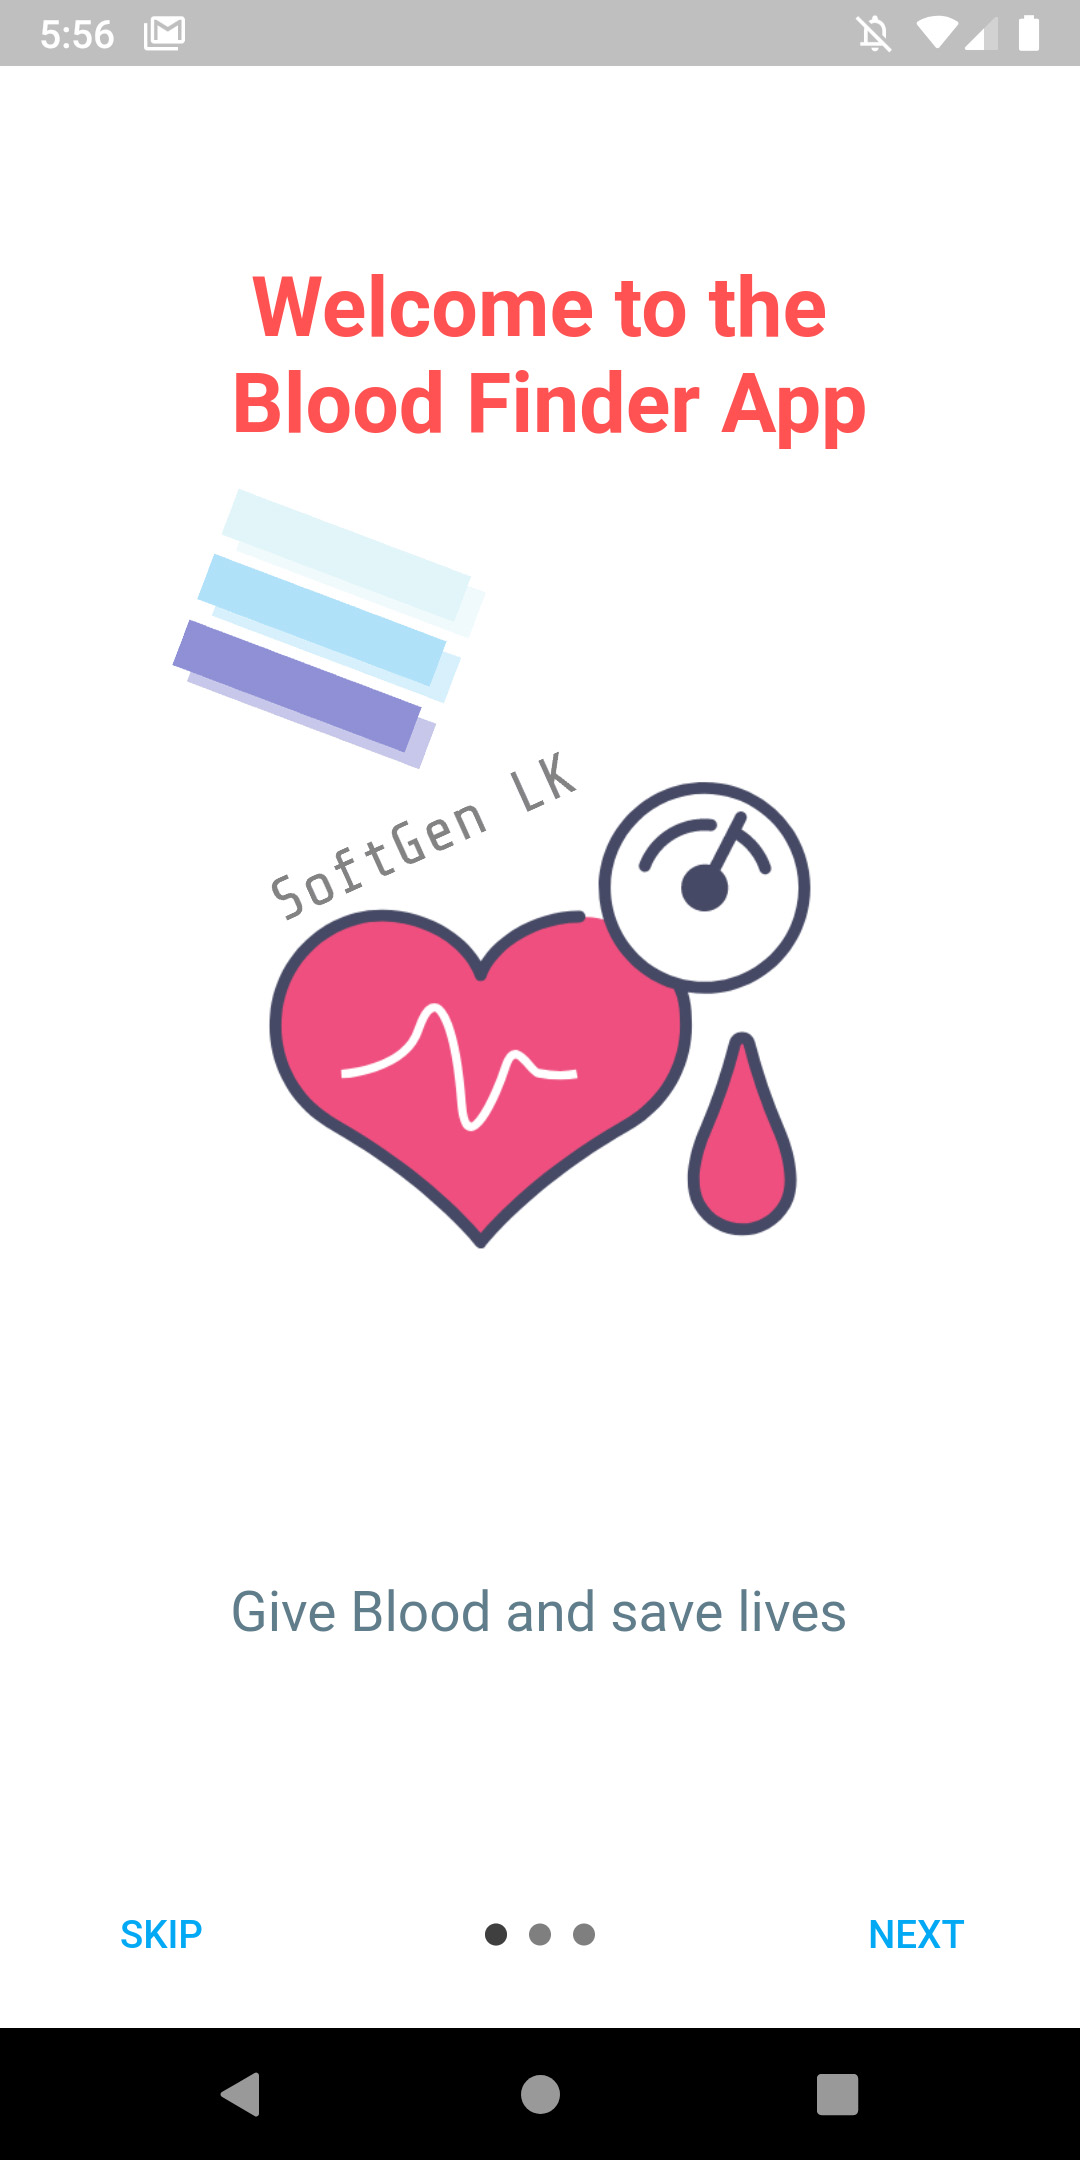 5:56
Welcome to the
Blood Finder App
SoftGen LK
Give Blood and save lives
SKIP
NEXT